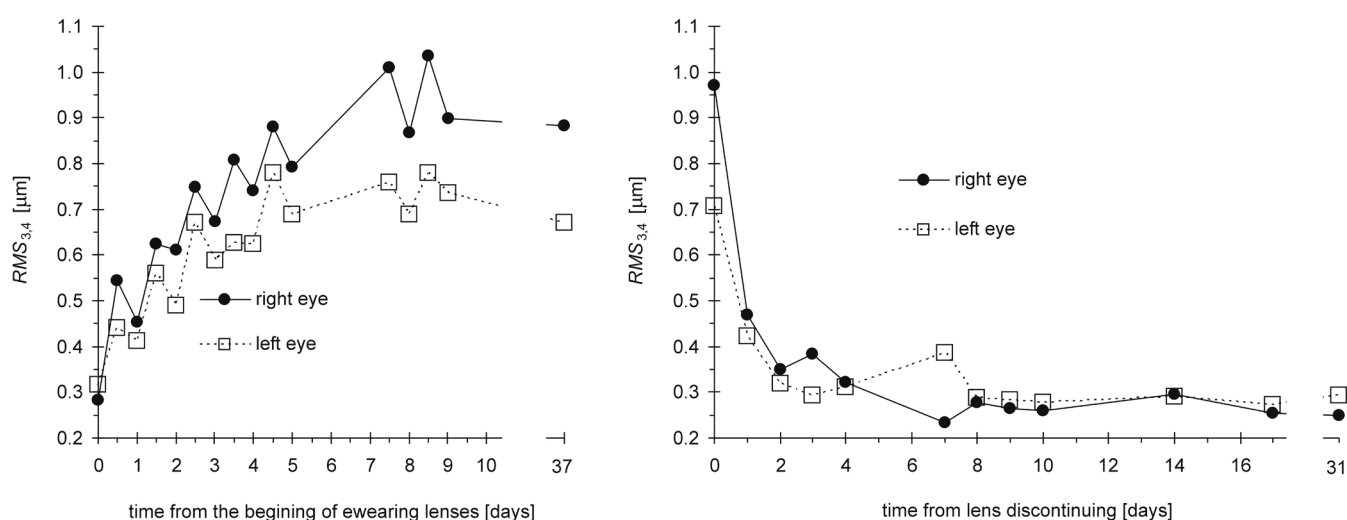 1.1
1.0
0.9
0.8
0.7
0.6
0.5
0.4
0.3
0.2
RMS3,4 [µm]
right eye
left eye
0 1 2 3 4 5 6 7 8 9 10 37
time from the begining of ewearing lenses [days]
1.1
1.0
0.9
0.8
0.7
0.6
0.5
0.4
0.3
0.2
RMS3,4 [µm]
right eye
left eye
0 2 4 6 8 10 12 14 16 31
time from lens discontinuing [days]